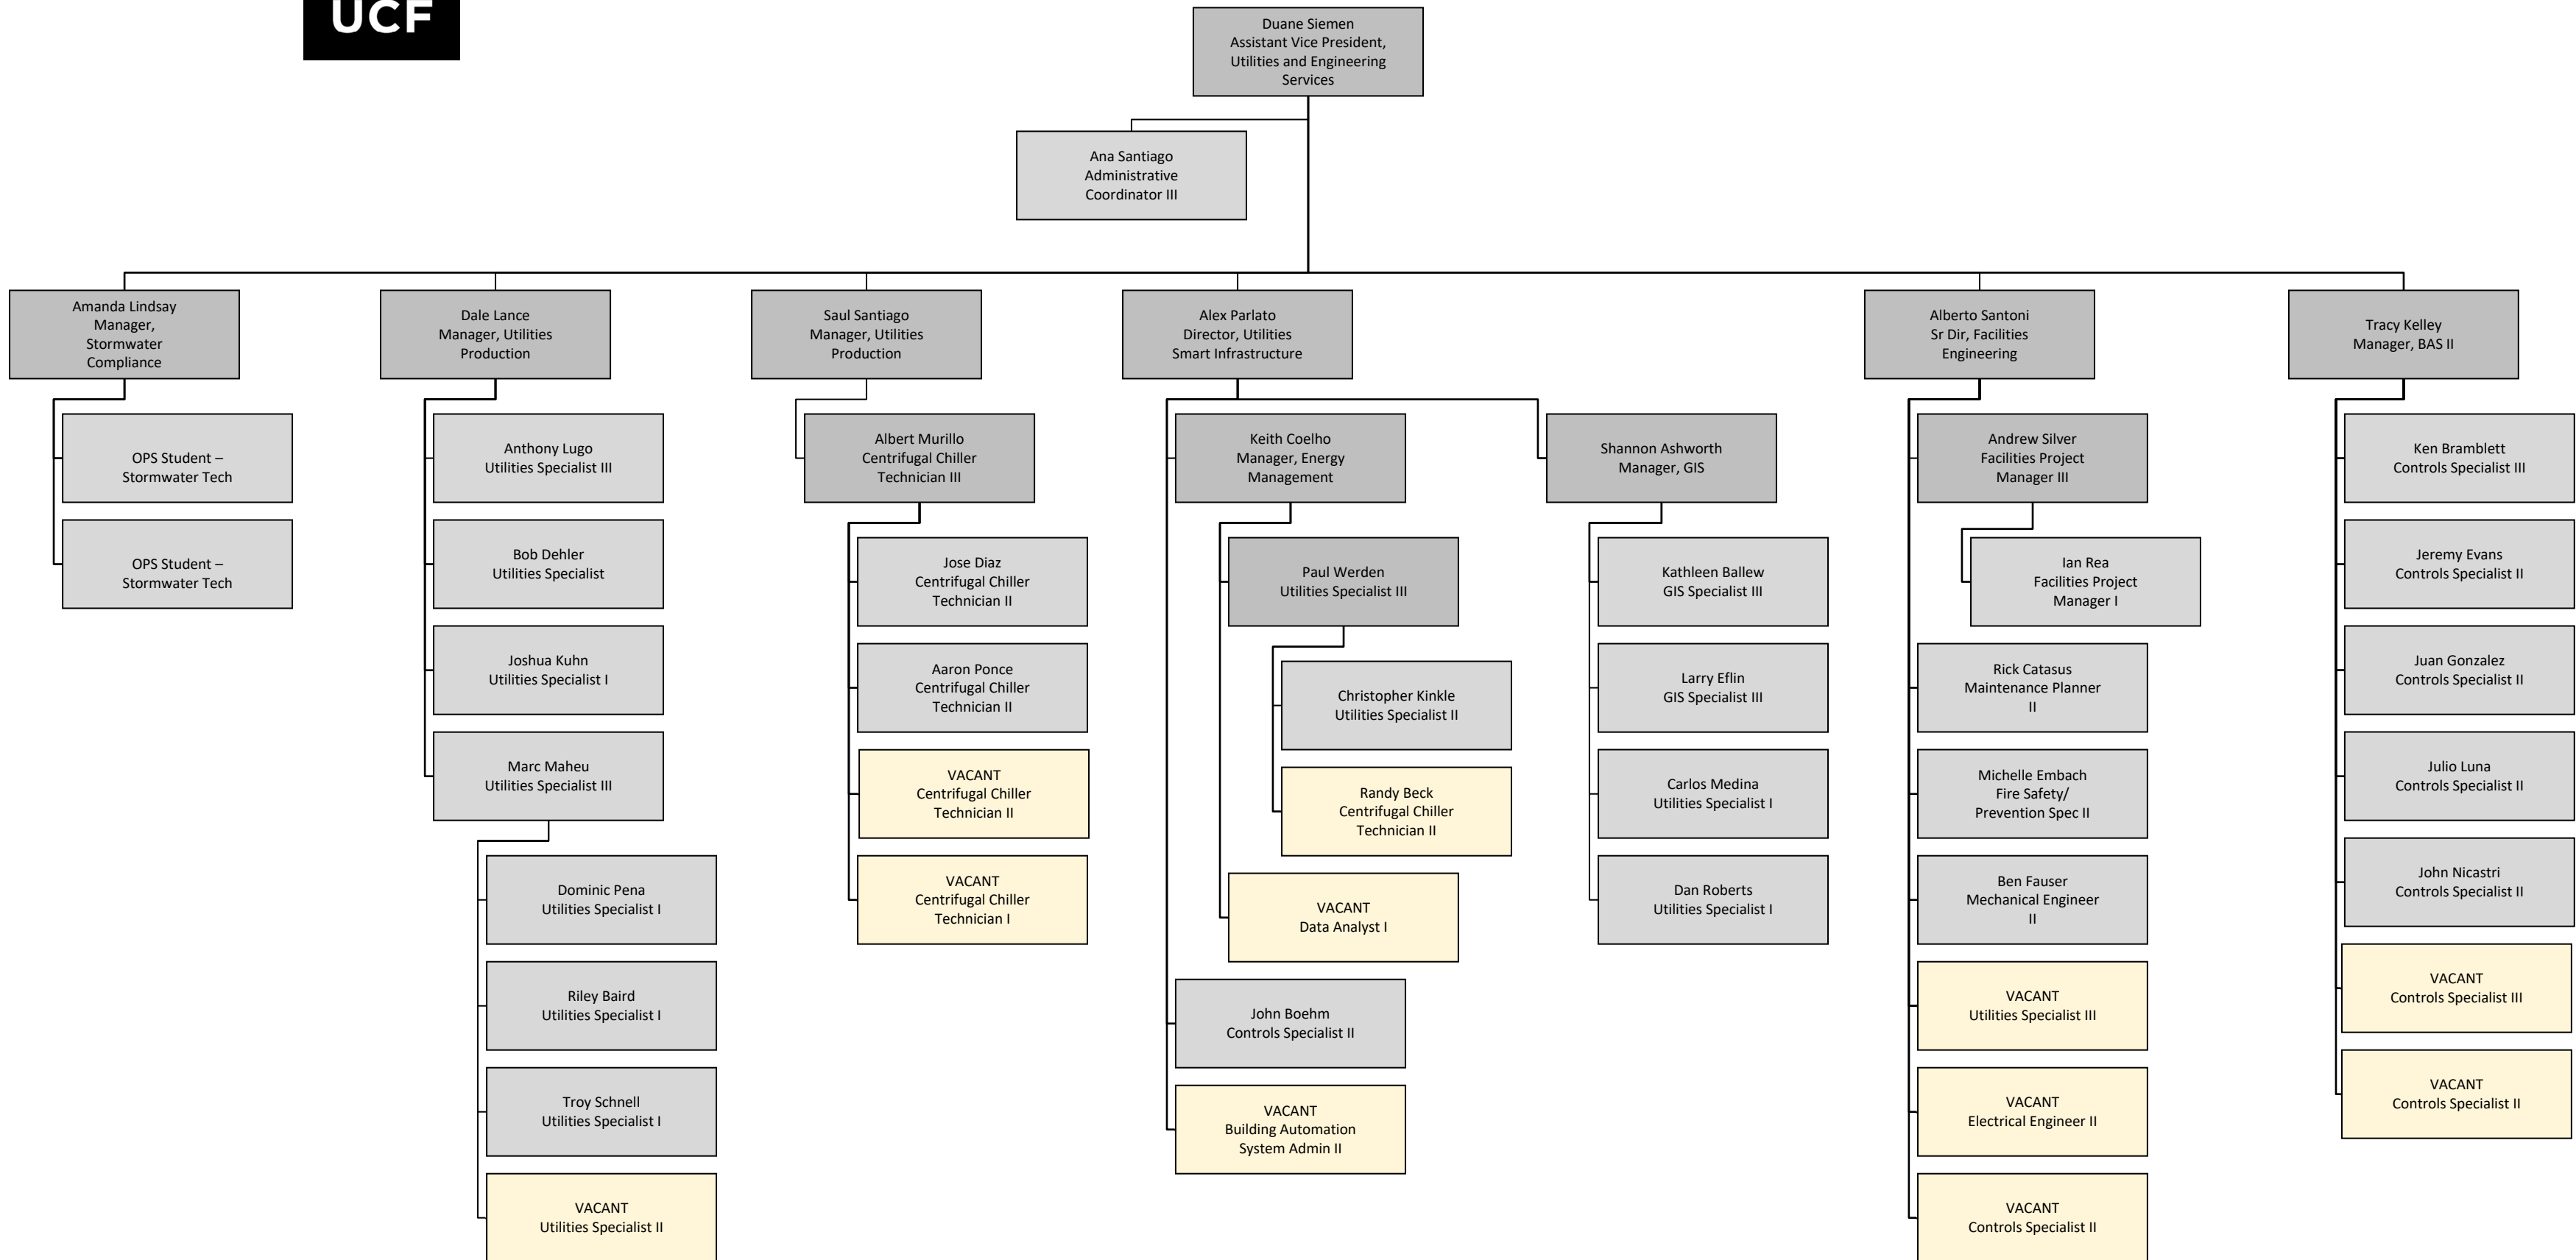 UCF
Duane Siemen
Assistant Vice President,
Utilities and Engineering
Services
Ana Santiago
Administrative
Coordinator III
Amanda Lindsay
Manager,
Stormwater
Compliance
OPS Student –
Stormwater Tech
OPS Student –
Stormwater Tech
Dale Lance
Manager, Utilities
Production
Anthony Lugo
Utilities Specialist III
Bob Dehler
Utilities Specialist
Joshua Kuhn
Utilities Specialist I
Marc Maheu
Utilities Specialist III
Dominic Pena
Utilities Specialist I
Riley Baird
Utilities Specialist I
Troy Schnell
Utilities Specialist I
VACANT
Utilities Specialist II
Saul Santiago
Manager, Utilities
Production
Albert Murillo
Centrifugal Chiller
Technician III
Jose Diaz
Centrifugal Chiller
Technician II
Aaron Ponce
Centrifugal Chiller
Technician II
VACANT
Centrifugal Chiller
Technician II
VACANT
Centrifugal Chiller
Technician I
Alex Parlato
Director, Utilities
Smart Infrastructure
Keith Coelho
Manager, Energy
Management
Paul Werden
Utilities Specialist III
Christopher Kinkle
Utilities Specialist II
Randy Beck
Centrifugal Chiller
Technician II
VACANT
Data Analyst I
John Boehm
Controls Specialist II
VACANT
Building Automation
System Admin II
Shannon Ashworth
Manager, GIS
Kathleen Ballew
GIS Specialist III
Larry Eflin
GIS Specialist III
Carlos Medina
Utilities Specialist I
Dan Roberts
Utilities Specialist I
Alberto Santoni
Sr Dir, Facilities
Engineering
Andrew Silver
Facilities Project
Manager III
Ian Rea
Facilities Project
Manager I
Rick Catasus
Maintenance Planner
II
Michelle Embach
Fire Safety/
Prevention Spec II
Ben Fauser
Mechanical Engineer
II
VACANT
Utilities Specialist III
VACANT
Electrical Engineer II
VACANT
Controls Specialist II
Tracy Kelley
Manager, BAS II
Ken Bramblett
Controls Specialist III
Jeremy Evans
Controls Specialist II
Juan Gonzalez
Controls Specialist II
Julio Luna
Controls Specialist II
John Nicastri
Controls Specialist II
VACANT
Controls Specialist III
VACANT
Controls Specialist II